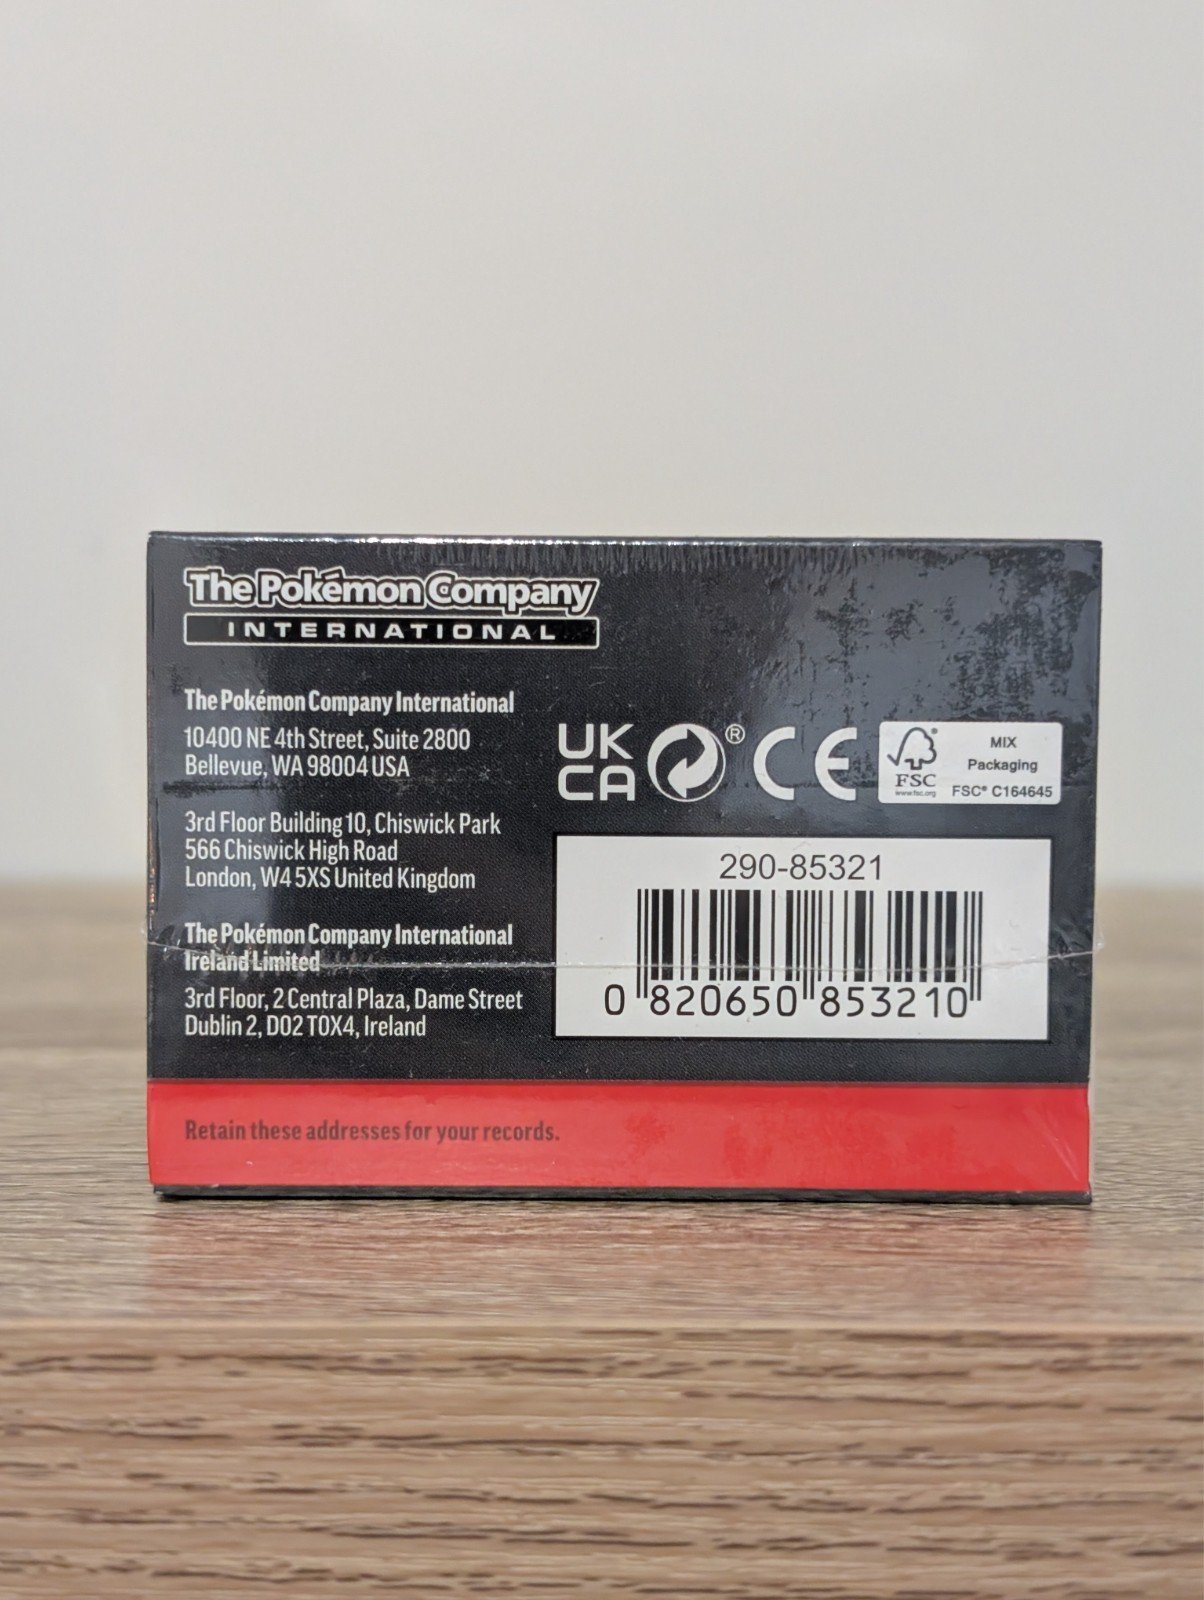 The Pokémon Company
INTERNATIONAL
The Pokémon Company International
10400 NE 4th Street, Suite 2800
Bellevue, WA 98004 USA
3rd Floor Building 10, Chiswick Park
566 Chiswick High Road
London, W4 5XS United Kingdom
The Pokémon Company International
Ireland Limited
3rd Floor, 2 Central Plaza, Dame Street
Dublin 2, D02 T0X4, Ireland
UK
CA
®
CE
FSC
www.fsc.org
MIX
Packaging
FSC® C164645
290-85321
0 820650 853210
Retain these addresses for your records.